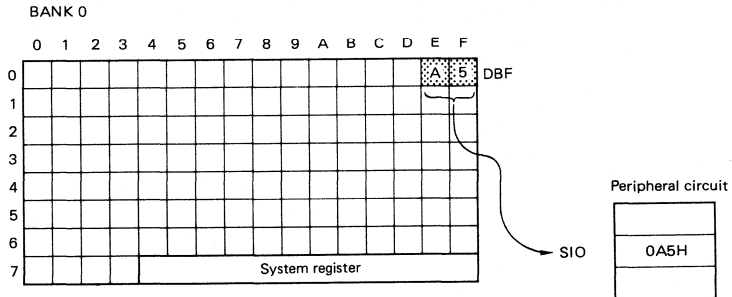 BANK 0
0 1 2 3 4 5 6 7 8 9 A B C D E F
0 A 5 DBF
1
2
3
4
5
6
7 System register
Peripheral circuit
SIO 0A5H